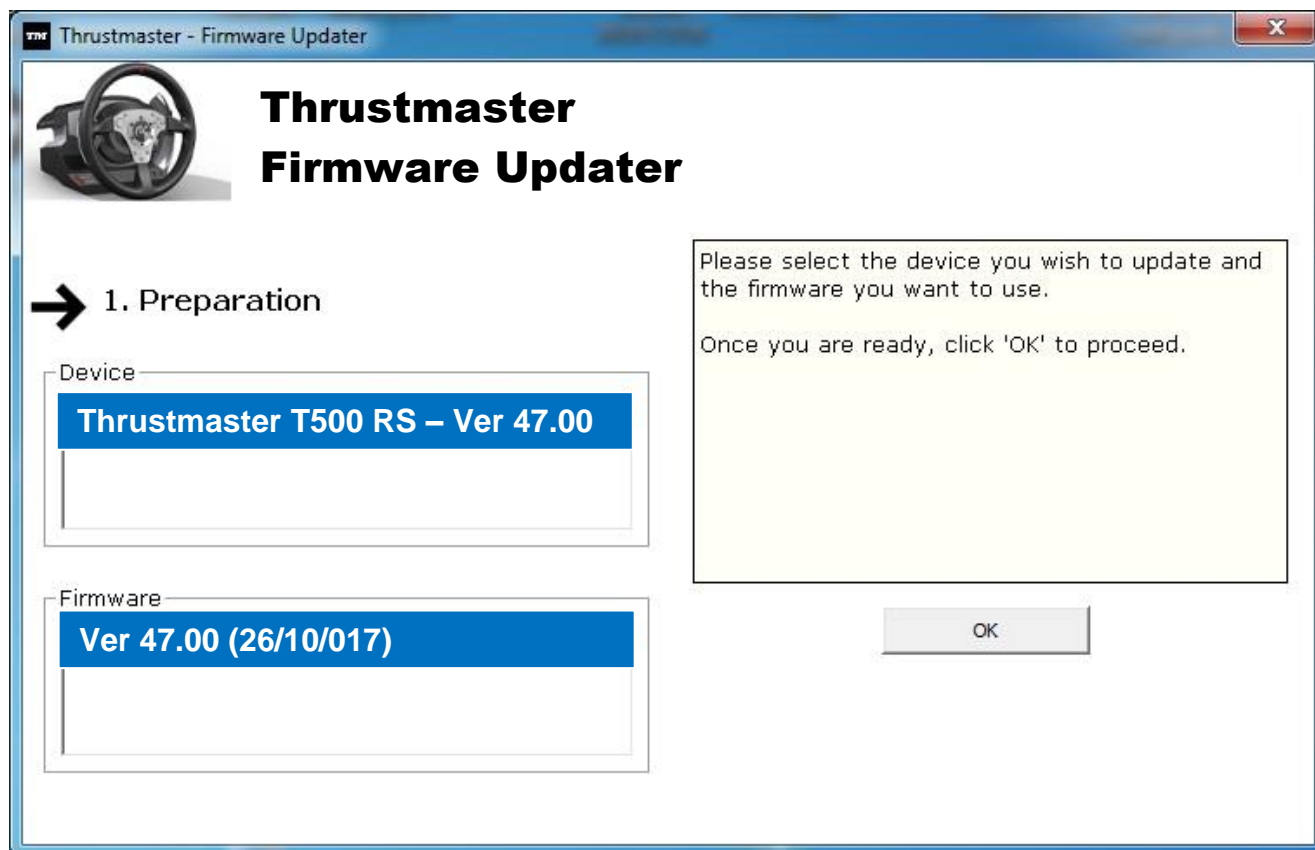 Thrustmaster - Firmware Updater
Thrustmaster
Firmware Updater
1. Preparation
Please select the device you wish to update and
the firmware you want to use.
Once you are ready, click 'OK' to proceed.
Device
Thrustmaster T500 RS – Ver 47.00
Firmware
Ver 47.00 (26/10/017)
OK